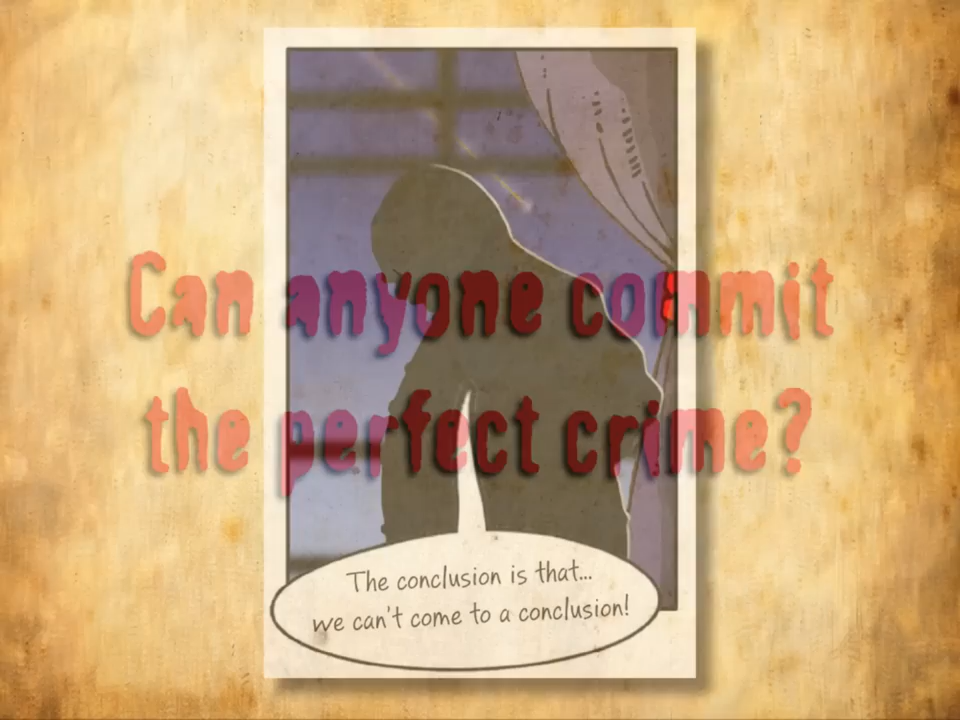 Can anyone commit
the perfect crime?
The conclusion is that...
we can't come to a conclusion!